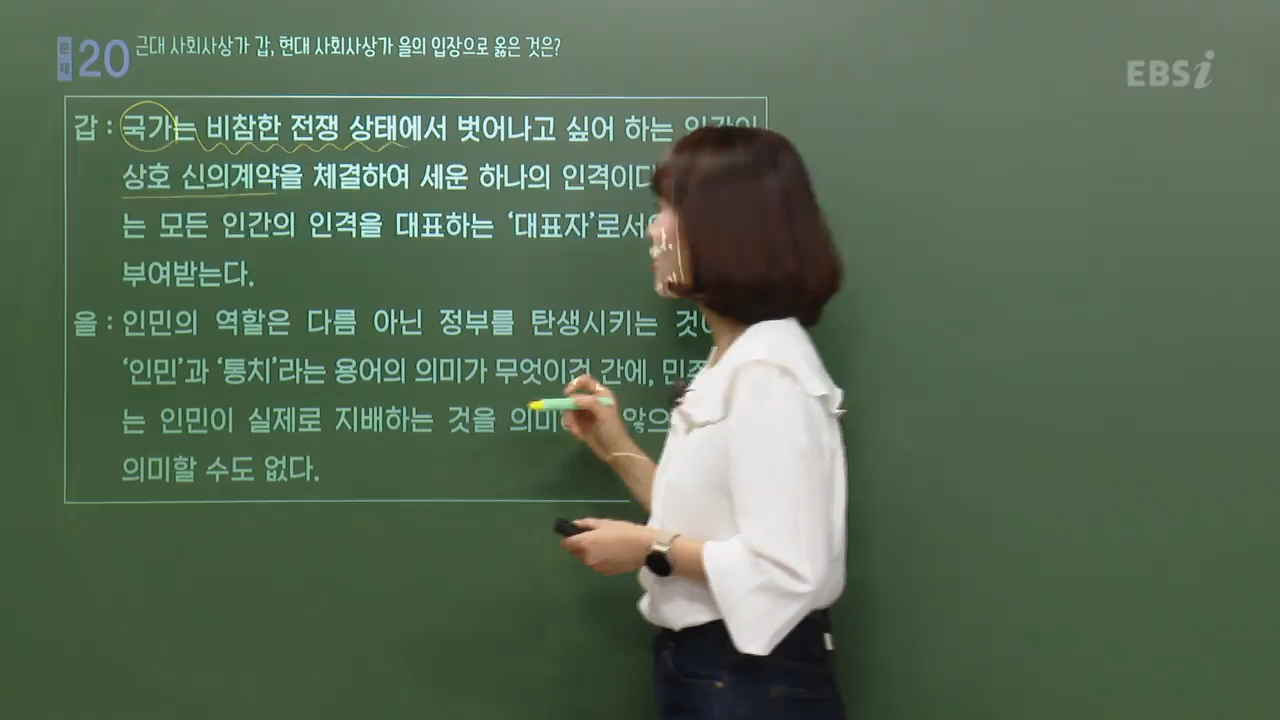 문제 20 근대 사회사상가 갑, 현대 사회사상가 을의 입장으로 옳은 것은?
EBSi
갑 : 국가는 비참한 전쟁 상태에서 벗어나고 싶어 하는
상호 신의계약을 체결하여 세운 하나의 인격이다
는 모든 인간의 인격을 대표하는 ‘대표자’로서의
부여받는다.
을 : 인민의 역할은 다름 아닌 정부를 탄생시키는
‘인민’과 ‘통치’라는 용어의 의미가 무엇이건 간에,
는 인민이 실제로 지배하는 것을
의미할 수도 없다.